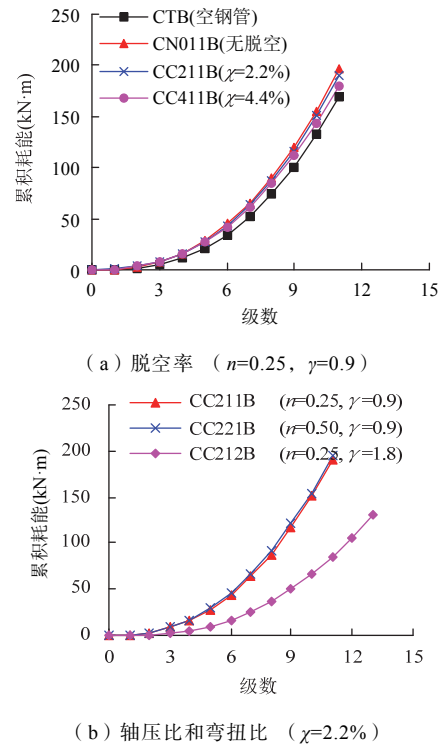 CTB(空钢管)
CN011B(无脱空)
CC211B(χ=2.2%)
CC411B(χ=4.4%)
累积耗能(kN·m)
250
200
150
100
50
0
0 3 6 9 12 15
级数
（a）脱空率 （n=0.25，γ=0.9）
CC211B (n=0.25, γ=0.9)
CC221B (n=0.50, γ=0.9)
CC212B (n=0.25, γ=1.8)
累积耗能(kN·m)
250
200
150
100
50
0
0 3 6 9 12 15
级数
（b）轴压比和弯扭比 （χ=2.2%）